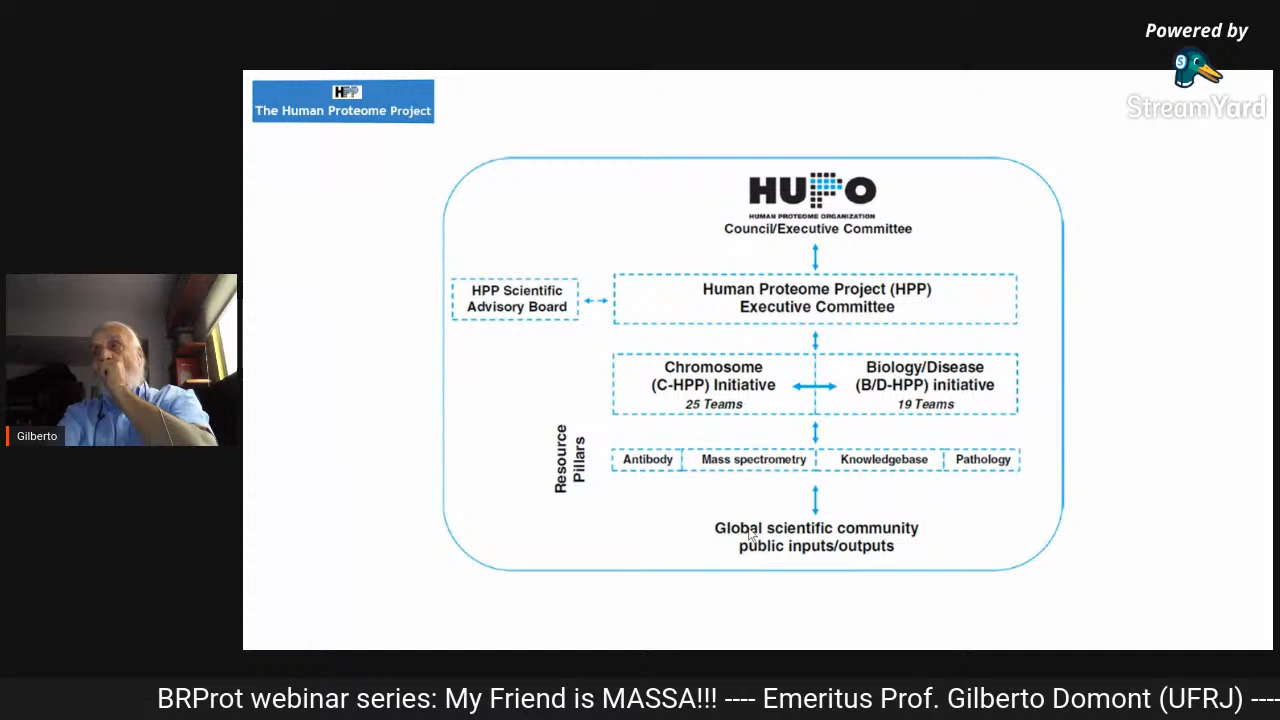 Powered by
StreamYard
HPP
The Human Proteome Project
HUPO
HUMAN PROTEOME ORGANIZATION
Council/Executive Committee
HPP Scientific
Advisory Board
Human Proteome Project (HPP)
Executive Committee
Chromosome
(C-HPP) Initiative
25 Teams
Biology/Disease
(B/D-HPP) initiative
19 Teams
Resource
Pillars
Antibody
Mass spectrometry
Knowledgebase
Pathology
Global scientific community
public inputs/outputs
Gilberto
BRProt webinar series: My Friend is MASSA!!! ---- Emeritus Prof. Gilberto Domont (UFRJ) ----